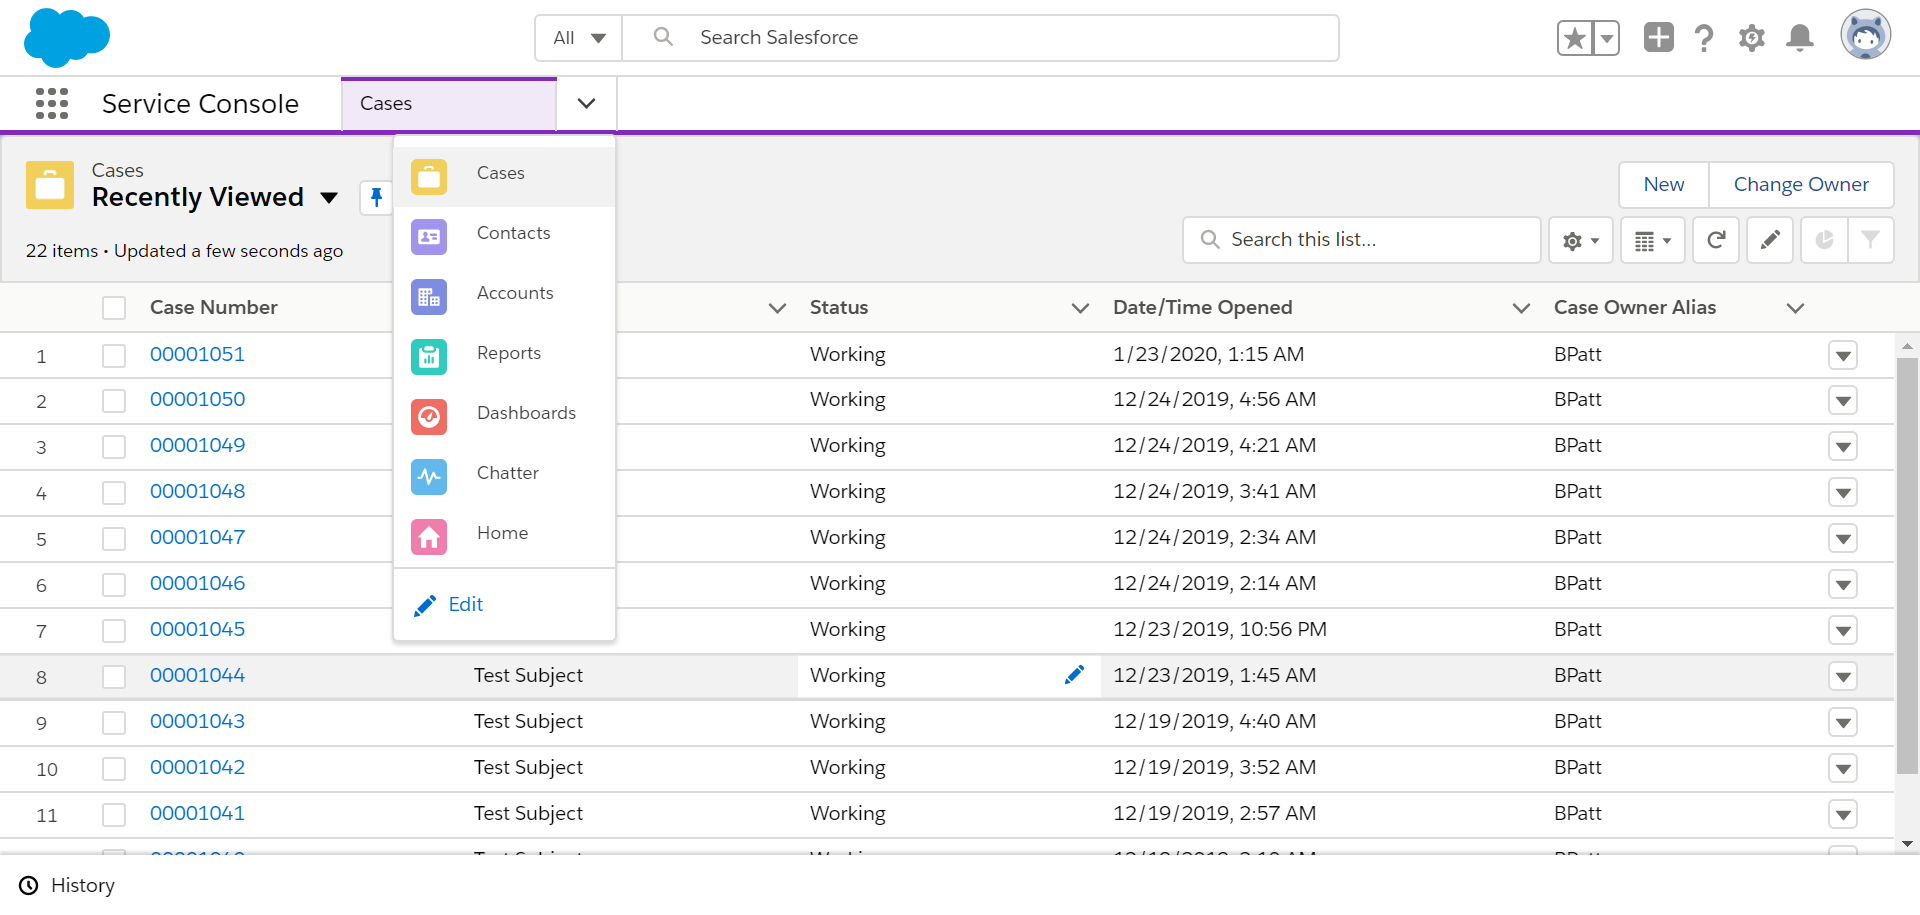 All
Search Salesforce
Service Console
Cases
Cases
Recently Viewed
22 items • Updated a few seconds ago
Cases
Contacts
Accounts
Reports
Dashboards
Chatter
Home
Edit
New
Change Owner
Search this list...
Case Number Status Date/Time Opened Case Owner Alias
1 00001051 Working 1/23/2020, 1:15 AM BPatt
2 00001050 Working 12/24/2019, 4:56 AM BPatt
3 00001049 Working 12/24/2019, 4:21 AM BPatt
4 00001048 Working 12/24/2019, 3:41 AM BPatt
5 00001047 Working 12/24/2019, 2:34 AM BPatt
6 00001046 Working 12/24/2019, 2:14 AM BPatt
7 00001045 Working 12/23/2019, 10:56 PM BPatt
8 00001044 Test Subject Working 12/23/2019, 1:45 AM BPatt
9 00001043 Test Subject Working 12/19/2019, 4:40 AM BPatt
10 00001042 Test Subject Working 12/19/2019, 3:52 AM BPatt
11 00001041 Test Subject Working 12/19/2019, 2:57 AM BPatt
History